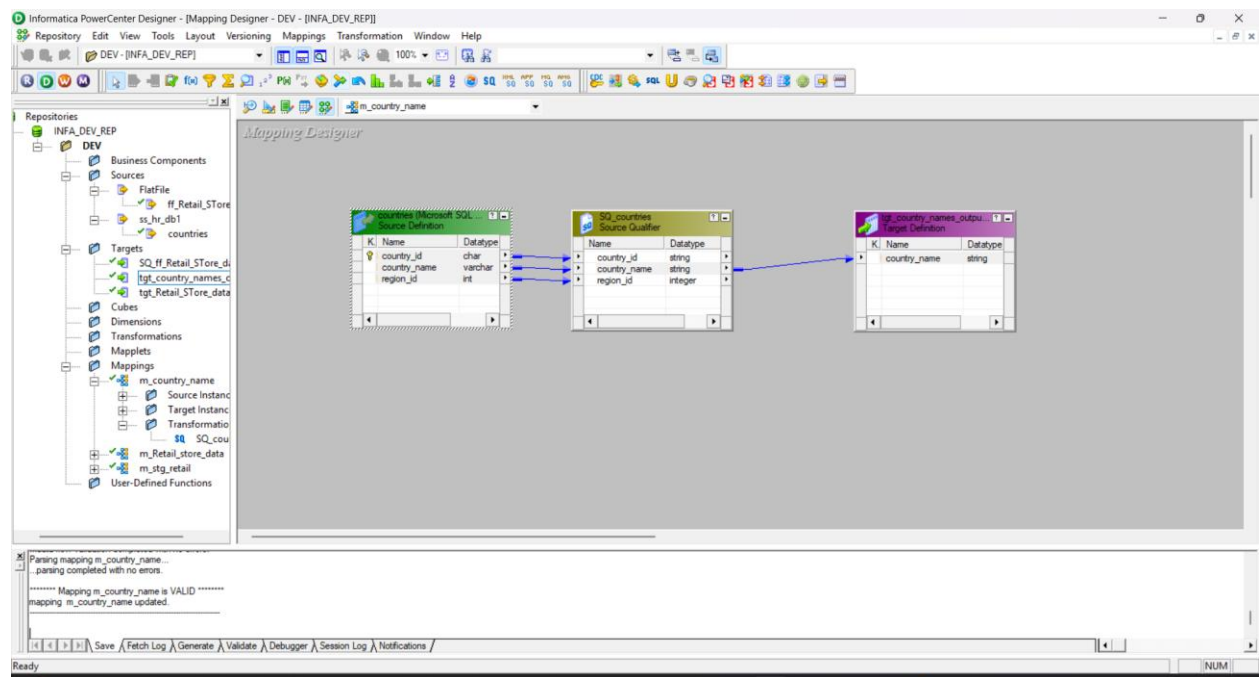 Informatica PowerCenter Designer - [Mapping Designer - DEV - [INFA_DEV_REP]]
Repository Edit View Tools Layout Versioning Mappings Transformation Window Help
DEV - [INFA_DEV_REP]
100%
m_country_name
Repositories
INFA_DEV_REP
DEV
Business Components
Sources
FlatFile
ff_Retail_STore
ss_hr_db1
countries
Targets
SQ_ff_Retail_STore_d
tgt_country_names_c
tgt_Retail_STore_data
Cubes
Dimensions
Transformations
Mapplets
Mappings
m_country_name
Source Instanc
Target Instanc
Transformatio
SQ SQ_cou
m_Retail_store_data
m_stg_retail
User-Defined Functions
Mapping Designer
countries (Microsoft SQL ...
Source Definition
K. Name Datatype
country_id char
country_name varchar
region_id int
SQ_countries
Source Qualifier
Name Datatype
country_id string
country_name string
region_id integer
tgt_country_names_outpu...
Target Definition
K Name Datatype
country_name string
Parsing mapping m_country_name...
...parsing completed with no errors.
******** Mapping m_country_name is VALID ********
mapping m_country_name updated.
Save Fetch Log Generate Validate Debugger Session Log Notifications
Ready
NUM